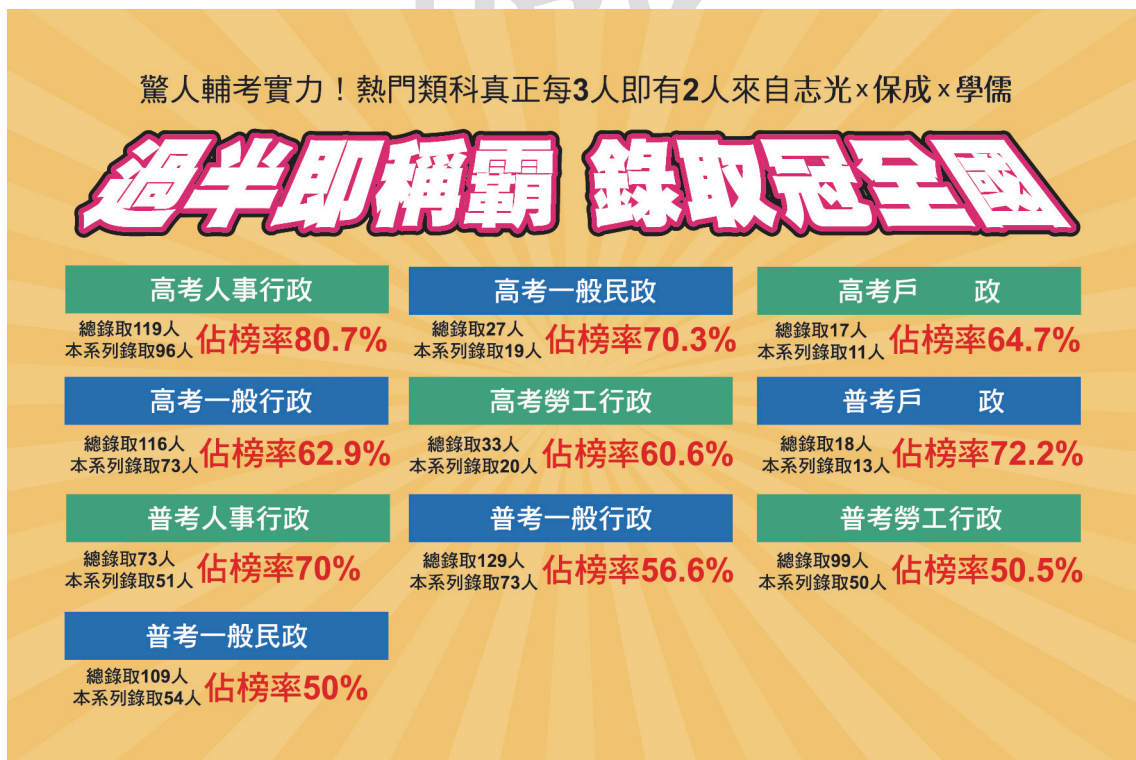 驚人輔考實力！熱門類科真正每3人即有2人來自志光×保成×學儒
過半即稱霸 錄取冠全國
高考人事行政
總錄取119人
本系列錄取96人
佔榜率80.7%
高考一般民政
總錄取27人
本系列錄取19人
佔榜率70.3%
高考戶 政
總錄取17人
本系列錄取11人
佔榜率64.7%
高考一般行政
總錄取116人
本系列錄取73人
佔榜率62.9%
高考勞工行政
總錄取33人
本系列錄取20人
佔榜率60.6%
普考戶 政
總錄取18人
本系列錄取13人
佔榜率72.2%
普考人事行政
總錄取73人
本系列錄取51人
佔榜率70%
普考一般行政
總錄取129人
本系列錄取73人
佔榜率56.6%
普考勞工行政
總錄取99人
本系列錄取50人
佔榜率50.5%
普考一般民政
總錄取109人
本系列錄取54人
佔榜率50%